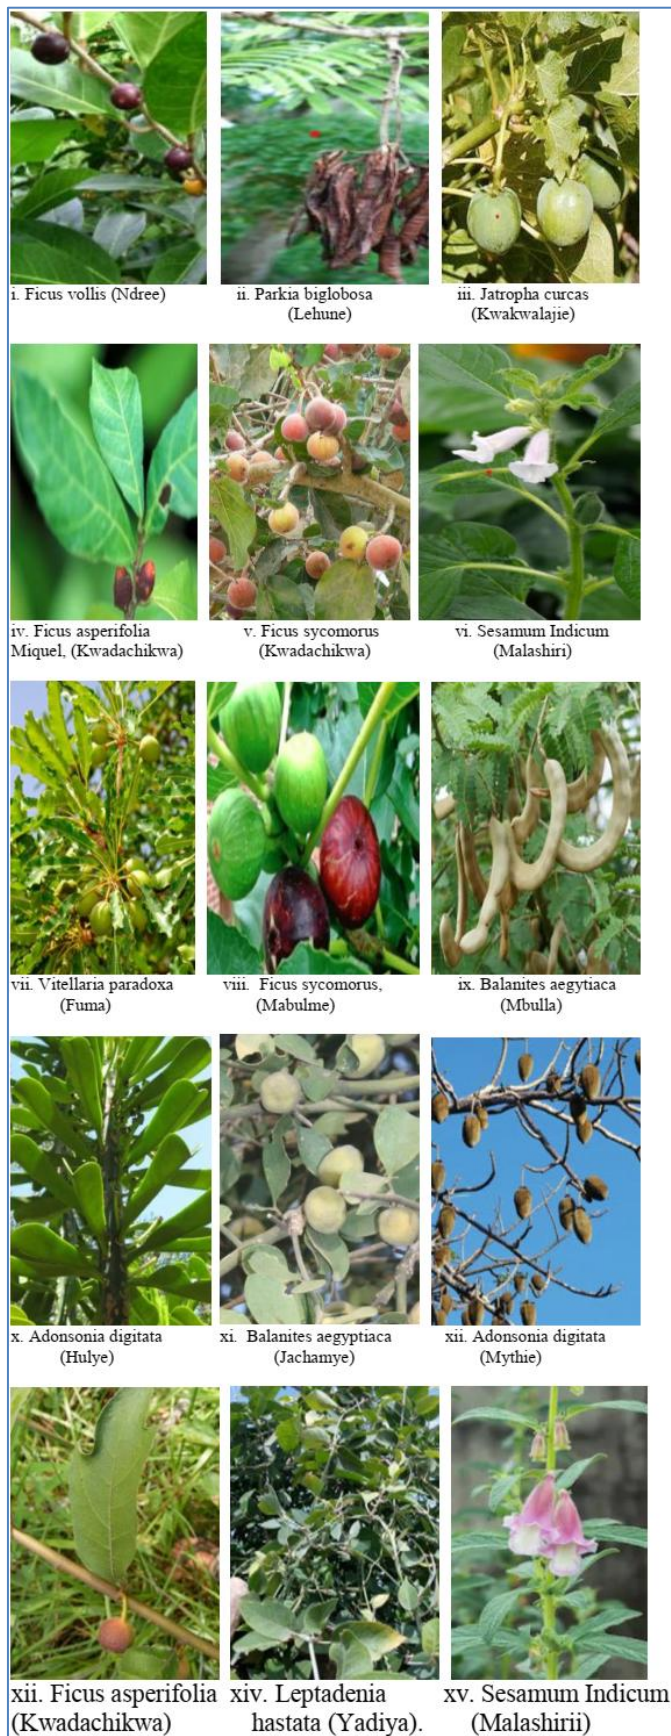 i. Ficus vollis (Ndree)
ii. Parkia biglobosa
(Lehune)
iii. Jatropha curcas
(Kwakwalajie)
iv. Ficus asperifolia
Miquel, (Kwadachikwa)
v. Ficus sycomorus
(Kwadachikwa)
vi. Sesamum Indicum
(Malashiri)
vii. Vitellaria paradoxa
(Fuma)
viii. Ficus sycomorus,
(Mabulme)
ix. Balanites aegytiaca
(Mbulla)
x. Adonsonia digitata
(Hulye)
xi. Balanites aegyptiaca
(Jachamye)
xii. Adonsonia digitata
(Mythie)
xii. Ficus asperifolia
(Kwadachikwa)
xiv. Leptadenia
hastata (Yadiya).
xv. Sesamum Indicum
(Malashirii)